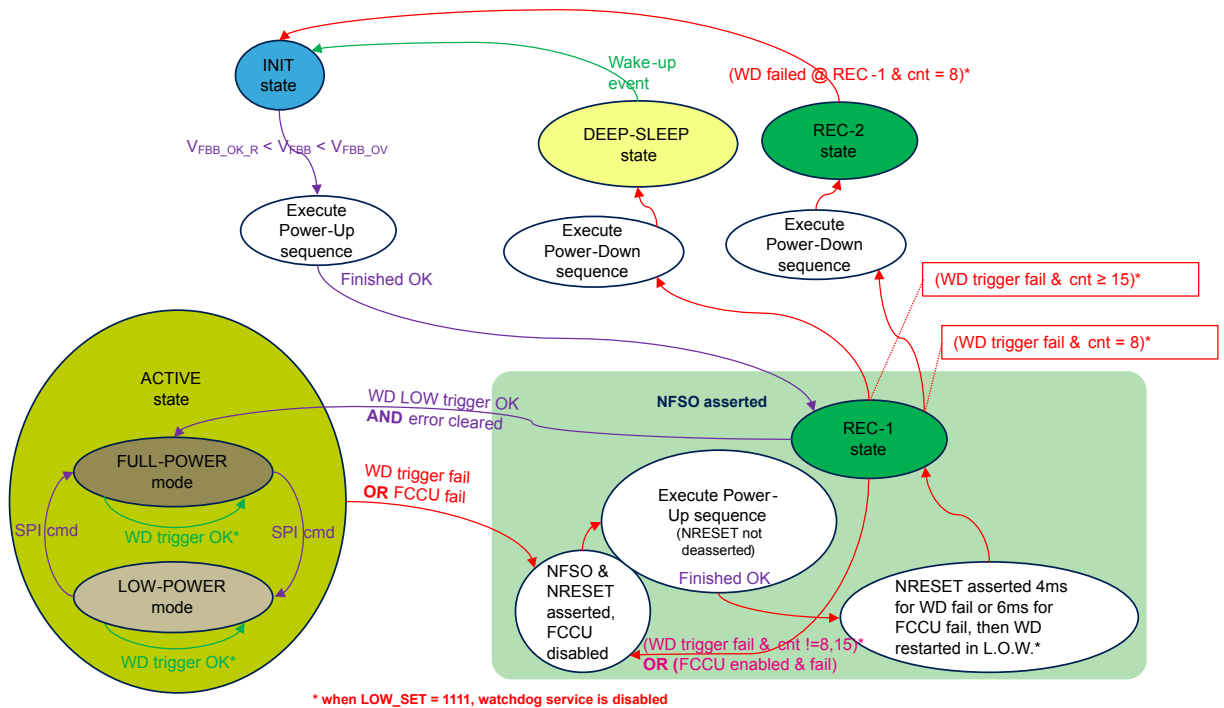 INIT
state
Wake-up
event
(WD failed @ REC-1 & cnt = 8)*
DEEP-SLEEP
state
REC-2
state
V_FBB_OK_R < V_FBB < V_FBB_OV
Execute
Power-Up
sequence
Execute
Power-Down
sequence
Execute
Power-Down
sequence
Finished OK
(WD trigger fail & cnt ≥ 15)*
(WD trigger fail & cnt = 8)*
ACTIVE
state
WD LOW trigger OK
AND error cleared
NFSO asserted
REC-1
state
FULL-POWER
mode
WD trigger fail
OR FCCU fail
Execute Power-
Up sequence
(NRESET not
deasserted)
SPI cmd
WD trigger OK*
SPI cmd
LOW-POWER
mode
WD trigger OK*
NFSO &
NRESET
asserted,
FCCU
disabled
Finished OK
NRESET asserted 4ms
for WD fail or 6ms for
FCCU fail, then WD
restarted in L.O.W.*
(WD trigger fail & cnt !=8,15)*
OR (FCCU enabled & fail)
* when LOW_SET = 1111, watchdog service is disabled